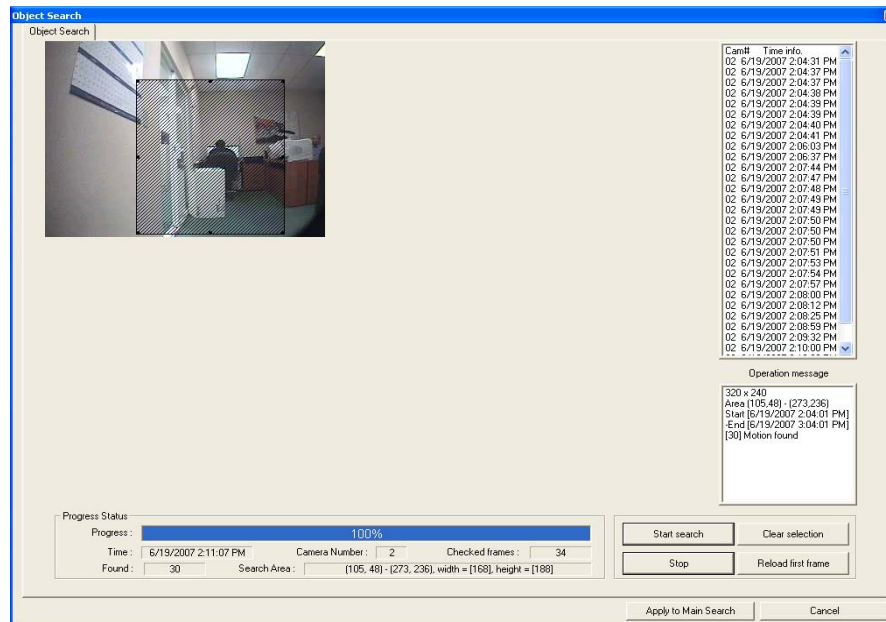 Object Search
Object Search
Cam#    Time info.
02  6/19/2007 2:04:31 PM
02  6/19/2007 2:04:37 PM
02  6/19/2007 2:04:37 PM
02  6/19/2007 2:04:38 PM
02  6/19/2007 2:04:39 PM
02  6/19/2007 2:04:39 PM
02  6/19/2007 2:04:40 PM
02  6/19/2007 2:04:41 PM
02  6/19/2007 2:06:03 PM
02  6/19/2007 2:06:37 PM
02  6/19/2007 2:07:44 PM
02  6/19/2007 2:07:47 PM
02  6/19/2007 2:07:48 PM
02  6/19/2007 2:07:49 PM
02  6/19/2007 2:07:49 PM
02  6/19/2007 2:07:50 PM
02  6/19/2007 2:07:50 PM
02  6/19/2007 2:07:50 PM
02  6/19/2007 2:07:51 PM
02  6/19/2007 2:07:53 PM
02  6/19/2007 2:07:54 PM
02  6/19/2007 2:07:57 PM
02  6/19/2007 2:08:00 PM
02  6/19/2007 2:08:12 PM
02  6/19/2007 2:08:25 PM
02  6/19/2007 2:08:59 PM
02  6/19/2007 2:09:32 PM
02  6/19/2007 2:10:00 PM
Operation message
320 x 240
Area (105,48) - (273,236)
Start [6/19/2007 2:04:01 PM]
-End [6/19/2007 3:04:01 PM]
[30] Motion found
Progress Status
Progress : 100%
Time : 6/19/2007 2:11:07 PM Camera Number : 2 Checked frames : 34
Found : 30 Search Area : (105, 48) - (273, 236), width = [168], height = [188]
Start search Clear selection
Stop Reload first frame
Apply to Main Search Cancel